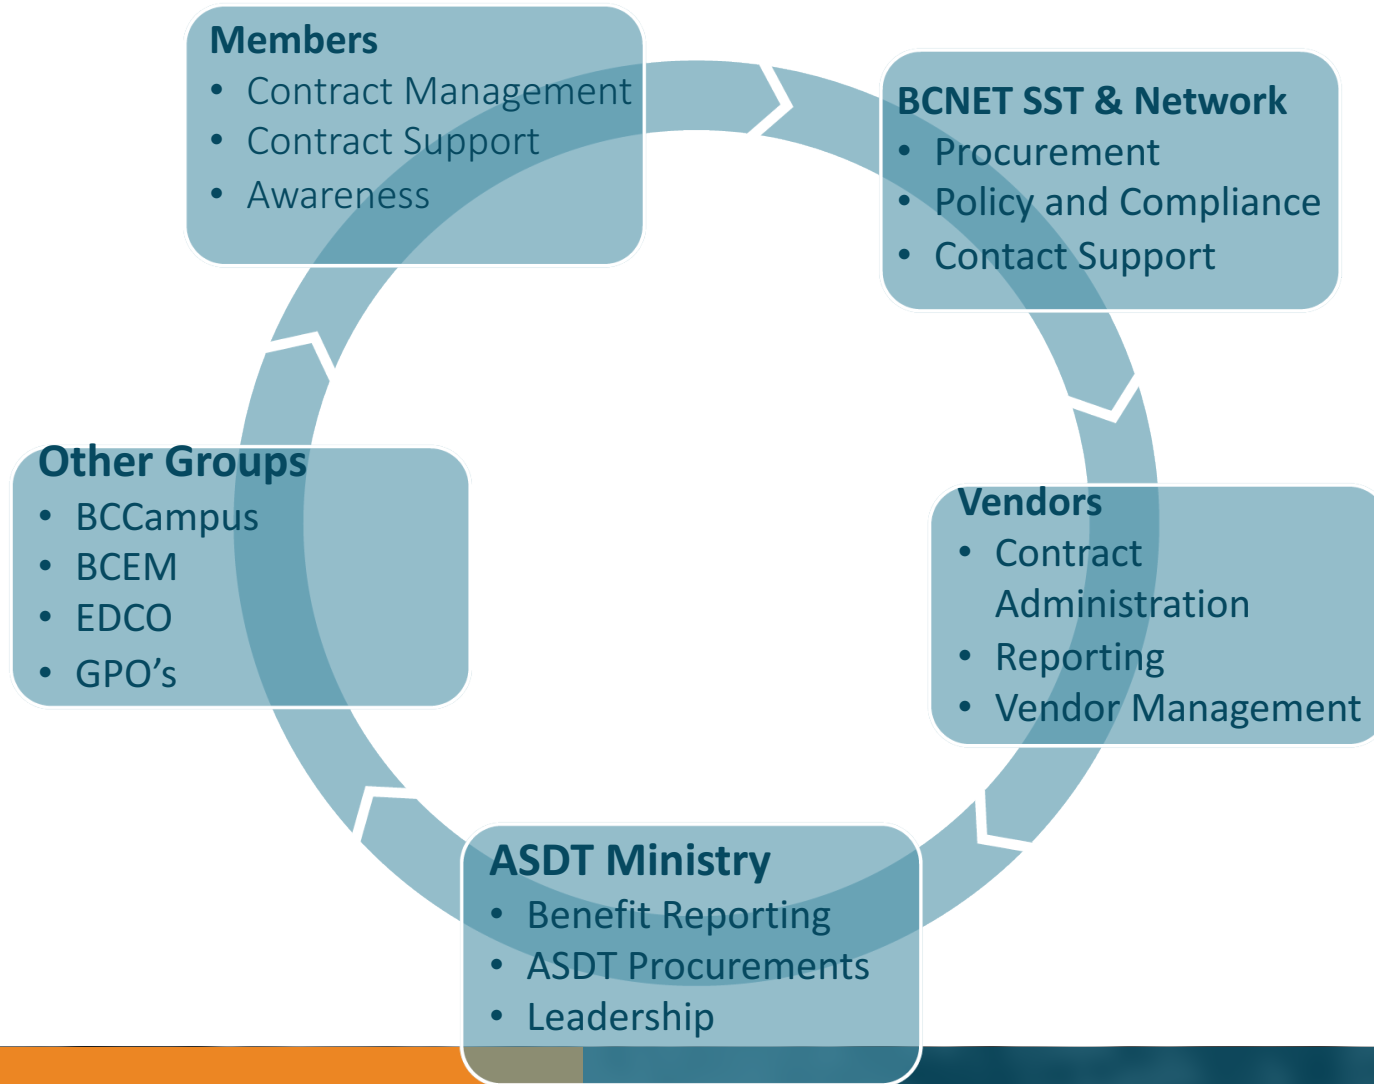 Members
• Contract Management
• Contract Support
• Awareness
BCNET SST & Network
• Procurement
• Policy and Compliance
• Contact Support
Vendors
• Contract
Administration
• Reporting
• Vendor Management
ASDT Ministry
• Benefit Reporting
• ASDT Procurements
• Leadership
Other Groups
• BCCampus
• BCEM
• EDCO
• GPO’s